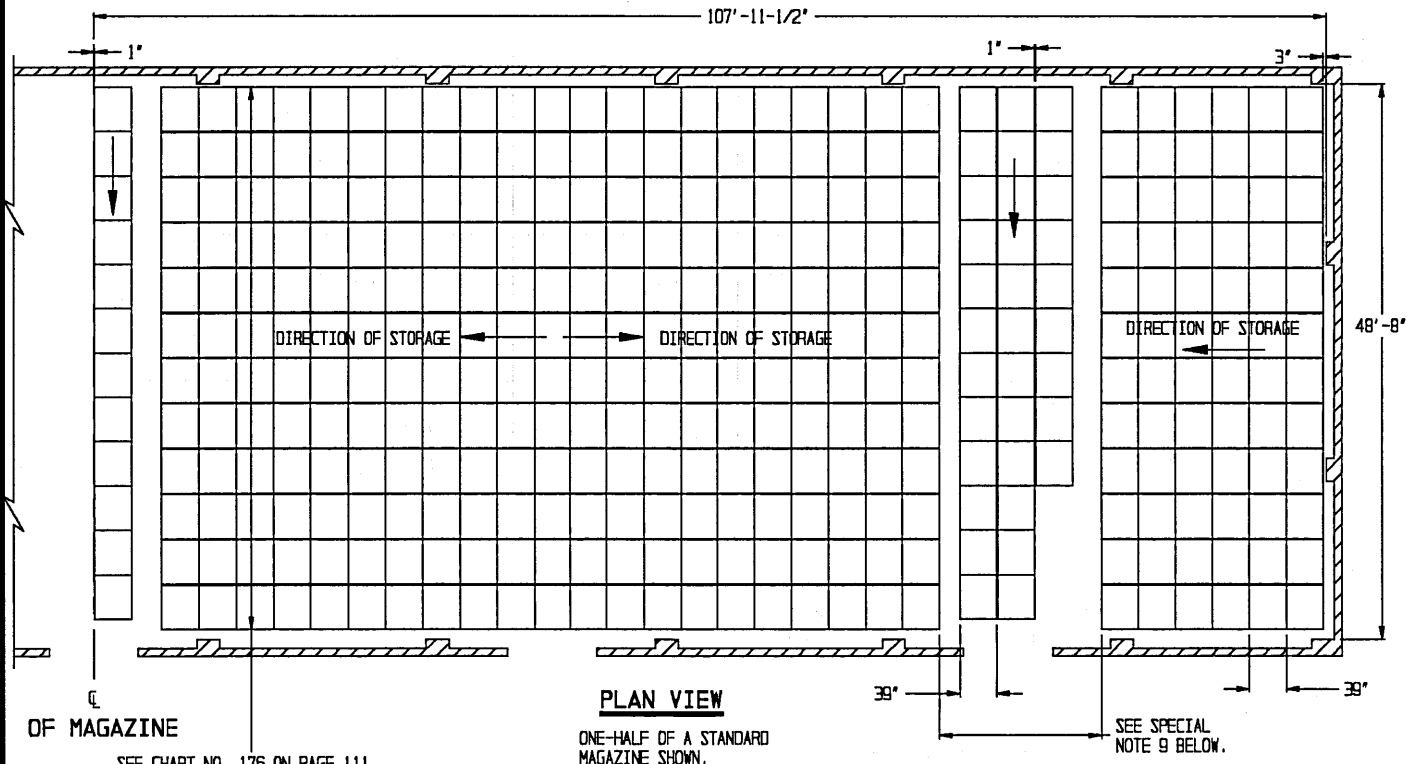 107'-11-1/2"
1"
1"
3"
DIRECTION OF STORAGE
DIRECTION OF STORAGE
DIRECTION OF STORAGE
48'-8"
39"
39"
℄
OF MAGAZINE
PLAN VIEW
ONE-HALF OF A STANDARD
MAGAZINE SHOWN.
SEE SPECIAL
NOTE 9 BELOW.
SEE CHART NO. 176 ON PAGE 111